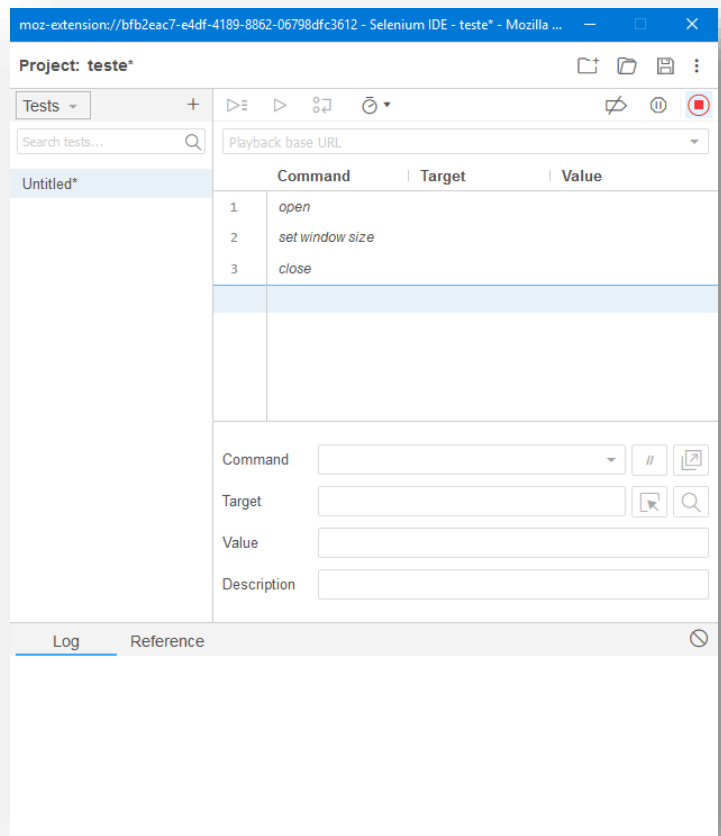 moz-extension://bfb2eac7-e4df-4189-8862-06798dfc3612 - Selenium IDE - teste* - Mozilla ...
Project: teste*
Tests
Search tests...
Untitled*
Playback base URL
Command Target Value
1 open
2 set window size
3 close
Command
//
Target
Value
Description
Log Reference